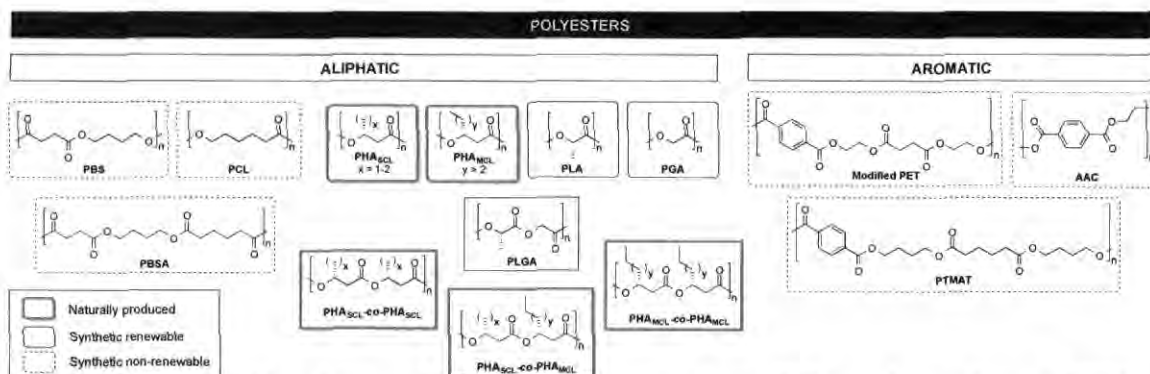 POLYESTERS
ALIPHATIC
AROMATIC
PBS
PCL
PHA_SCL
x = 1-2
PHA_MCL
y > 2
PLA
PGA
Modified PET
AAC
PBSA
PLGA
PTMAT
PHA_SCL-co-PHA_SCL
PHA_MCL-co-PHA_MCL
PHA_SCL-co-PHA_MCL
Naturally produced
Synthetic renewable
Synthetic non-renewable